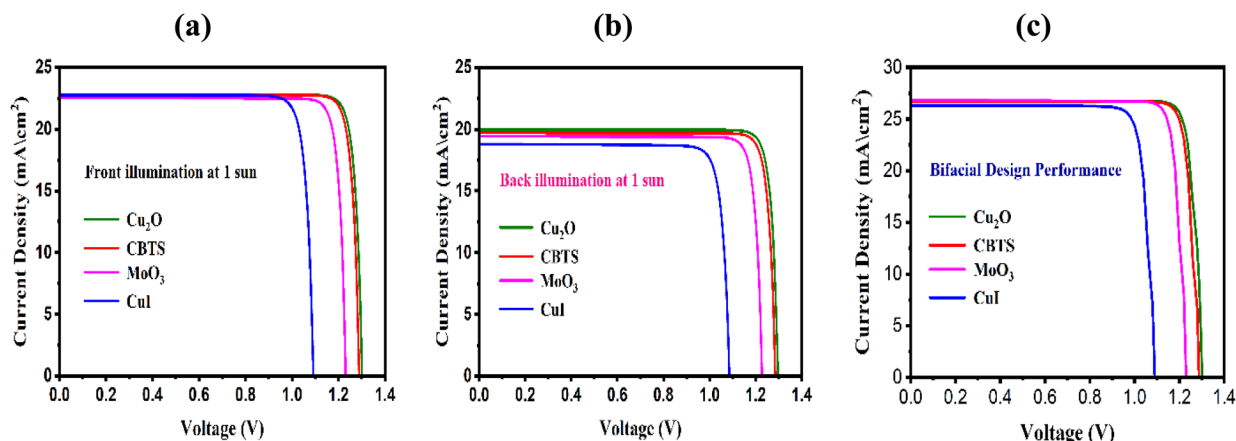 (a)
25
20
15
10
5
0
0.0 0.2 0.4 0.6 0.8 1.0 1.2 1.4
Current Density (mA\cm²)
Voltage (V)
Front illumination at 1 sun
Cu₂O
CBTS
MoO₃
CuI
(b)
25
20
15
10
5
0
0.0 0.2 0.4 0.6 0.8 1.0 1.2 1.4
Current Density (mA\cm²)
Voltage (V)
Back illumination at 1 sun
Cu₂O
CBTS
MoO₃
CuI
(c)
30
25
20
15
10
5
0
0.0 0.2 0.4 0.6 0.8 1.0 1.2 1.4
Current Density (mA\cm²)
Voltage (V)
Bifacial Design Performance
Cu₂O
CBTS
MoO₃
CuI